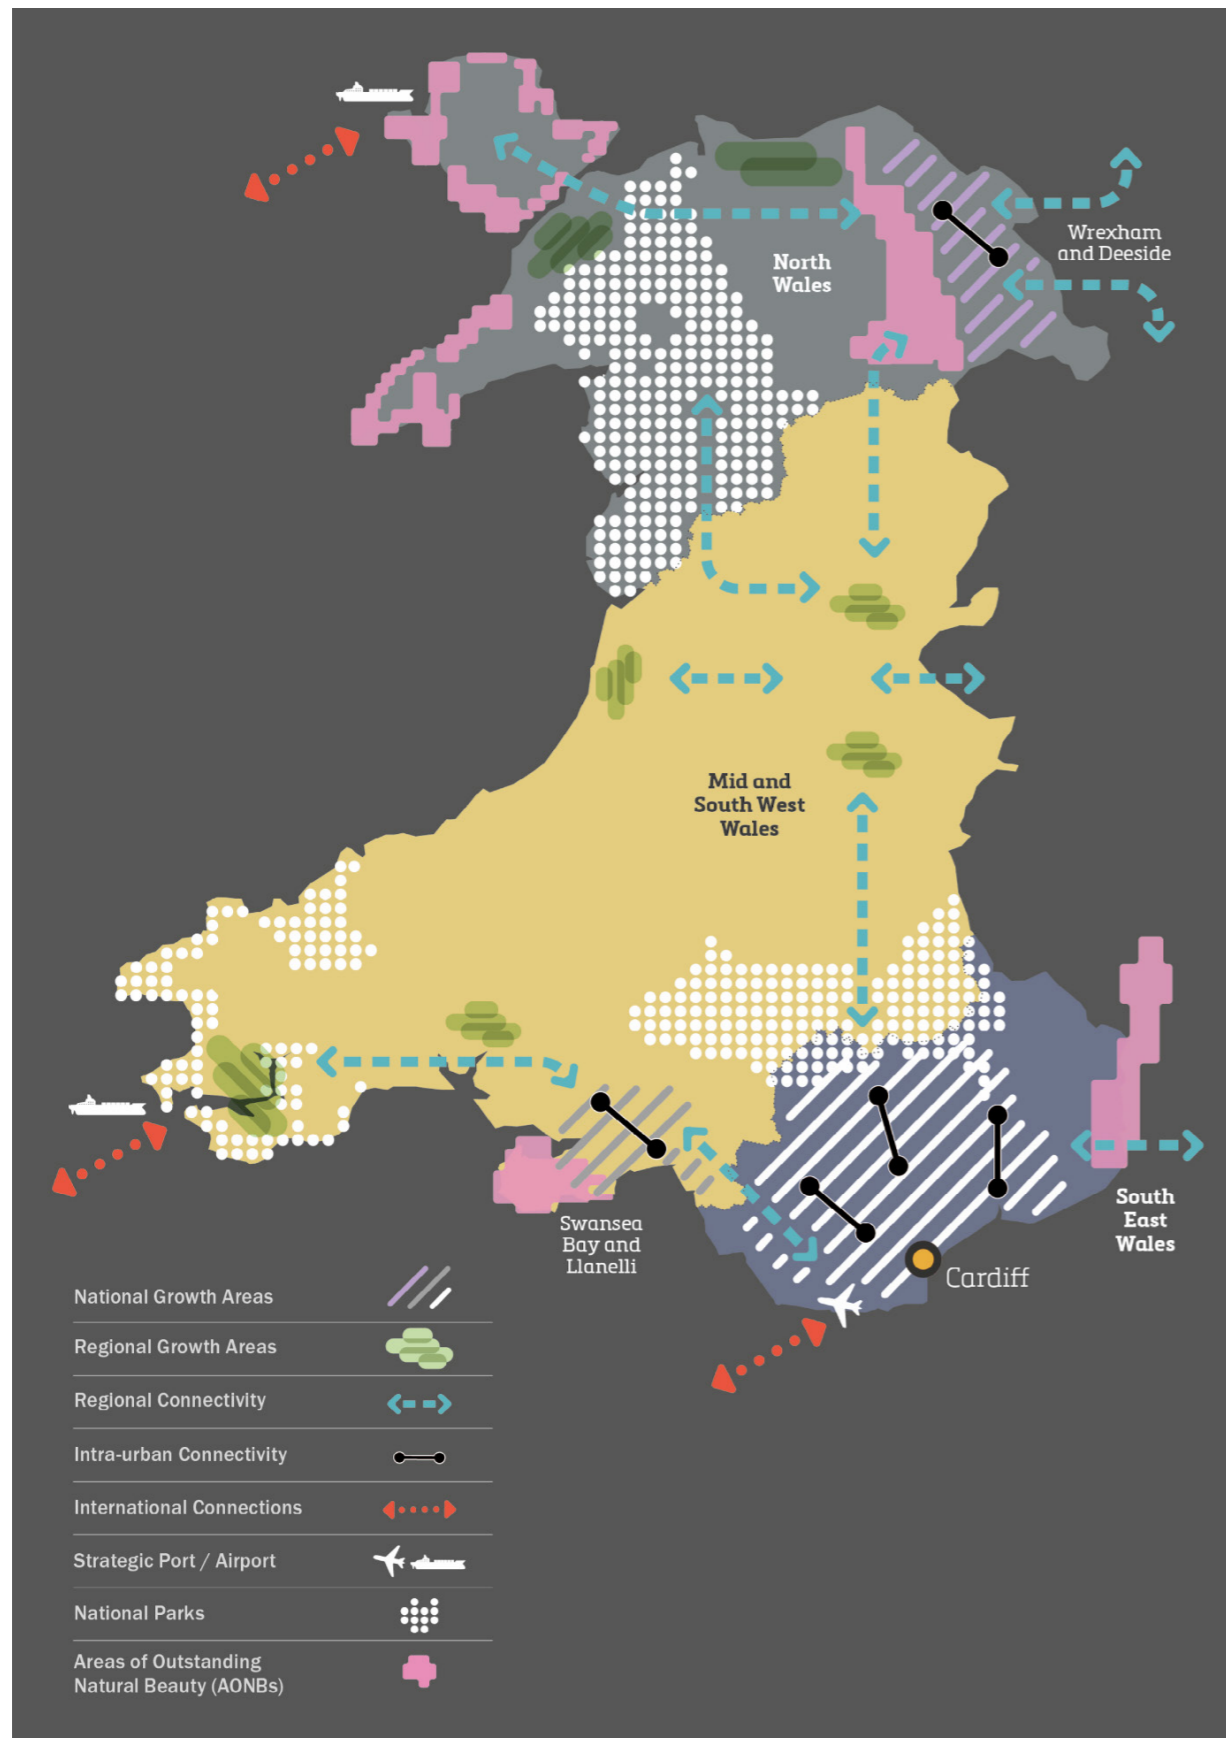 North
Wales
Wrexham
and Deeside
Mid and
South West
Wales
South
East
Wales
Swansea
Bay and
Llanelli
Cardiff
National Growth Areas
Regional Growth Areas
Regional Connectivity
Intra-urban Connectivity
International Connections
Strategic Port / Airport
National Parks
Areas of Outstanding
Natural Beauty (AONBs)